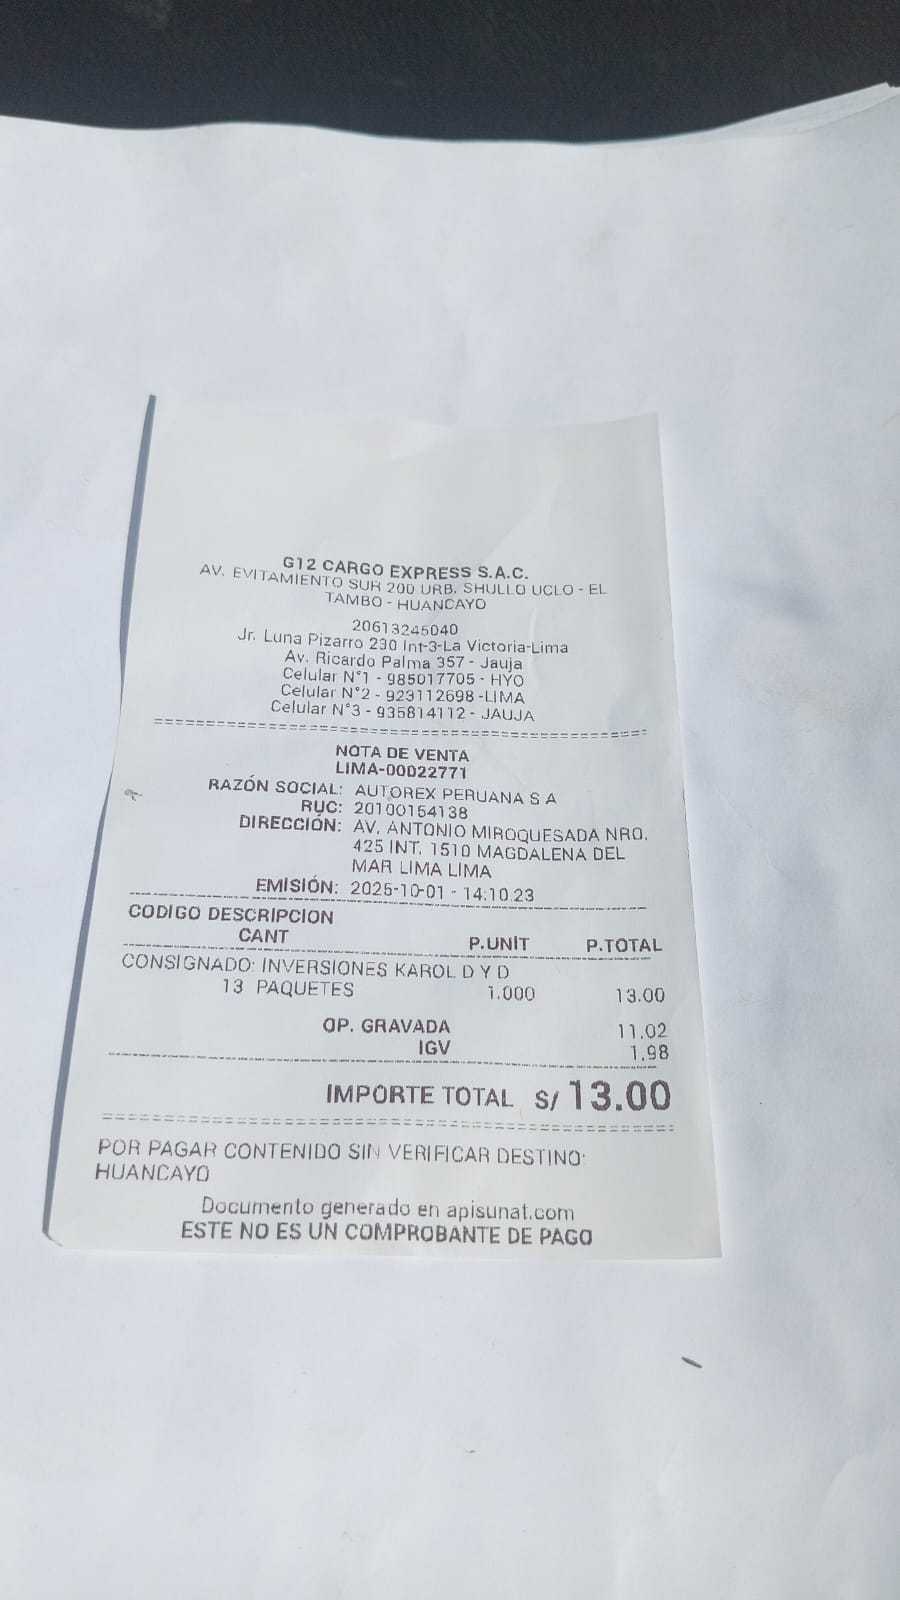 G12 CARGO EXPRESS S.A.C.
AV. EVITAMIENTO SUR 200 URB. SHULLO UCLO - EL
TAMBO - HUANCAYO
20613245040
Jr. Luna Pizarro 230 Int-3-La Victoria-Lima
Av. Ricardo Palma 357 - Jauja
Celular N°1 - 985017705 - HYO
Celular N°2 - 923112698 -LIMA
Celular N°3 - 935814112 - JAUJA
NOTA DE VENTA
LIMA-00022771
RAZÓN SOCIAL: AUTOREX PERUANA S A
RUC: 20100154138
DIRECCIÓN: AV. ANTONIO MIROQUESADA NRO.
425 INT. 1510 MAGDALENA DEL
MAR LIMA LIMA
EMISIÓN: 2025-10-01 - 14:10:23
CODIGO DESCRIPCION
CANT P.UNIT P.TOTAL
CONSIGNADO: INVERSIONES KAROL D Y D
13 PAQUETES 1.000 13.00
OP. GRAVADA 11.02
IGV 1.98
IMPORTE TOTAL S/ 13.00
POR PAGAR CONTENIDO SIN VERIFICAR DESTINO:
HUANCAYO
Documento generado en apisunat.com
ESTE NO ES UN COMPROBANTE DE PAGO